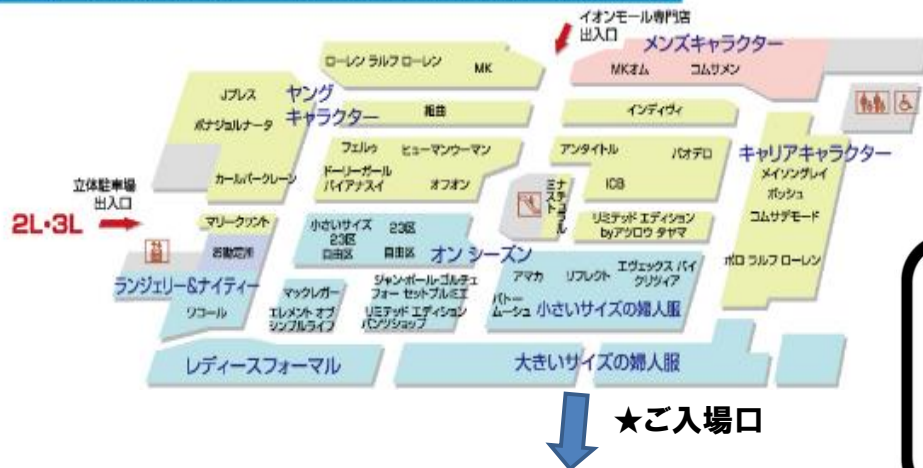 イオンモール専門店
出入口
メンズキャラクター
MKオム
コムサメン
ローレン ラルフ ローレン
MK
Jプレス
ヤング
キャラクター
ボナジョルナータ
組曲
インディヴィ
フェルゥ
ヒューマンウーマン
ドーリーガール
バイアナスイ
オフオン
アンタイトル
パオデロ
ICB
キャリアキャラクター
メイソングレイ
ボッシュ
コムサデモード
ポロ ラルフ ローレン
カールパークレーン
立体駐車場
出入口
2L・3L
マリークヮント
お勘定所
ナチュラル
ミスト
リミテッド エディション
byアツロウ タヤマ
小さいサイズ
23区
自由区
23区
自由区
オン シーズン
ランジェリー&ナイティー
ワコール
マックレガー
エレメント オブ
シンプルライフ
ジャン・ポール・ゴルチェ
フォー セットプルミエ
リミテッド エディション
パンツショップ
アマカ
リフレクト
エヴェックス バイ
クリツィア
パトー
ムーシュ
小さいサイズの婦人服
レディースフォーマル
大きいサイズの婦人服
★ご入場口